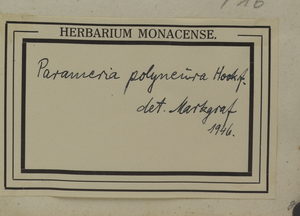 HERBARIUM MONACENSE.
Parameria polyneura Hook f.
det. Markgraf
1946.